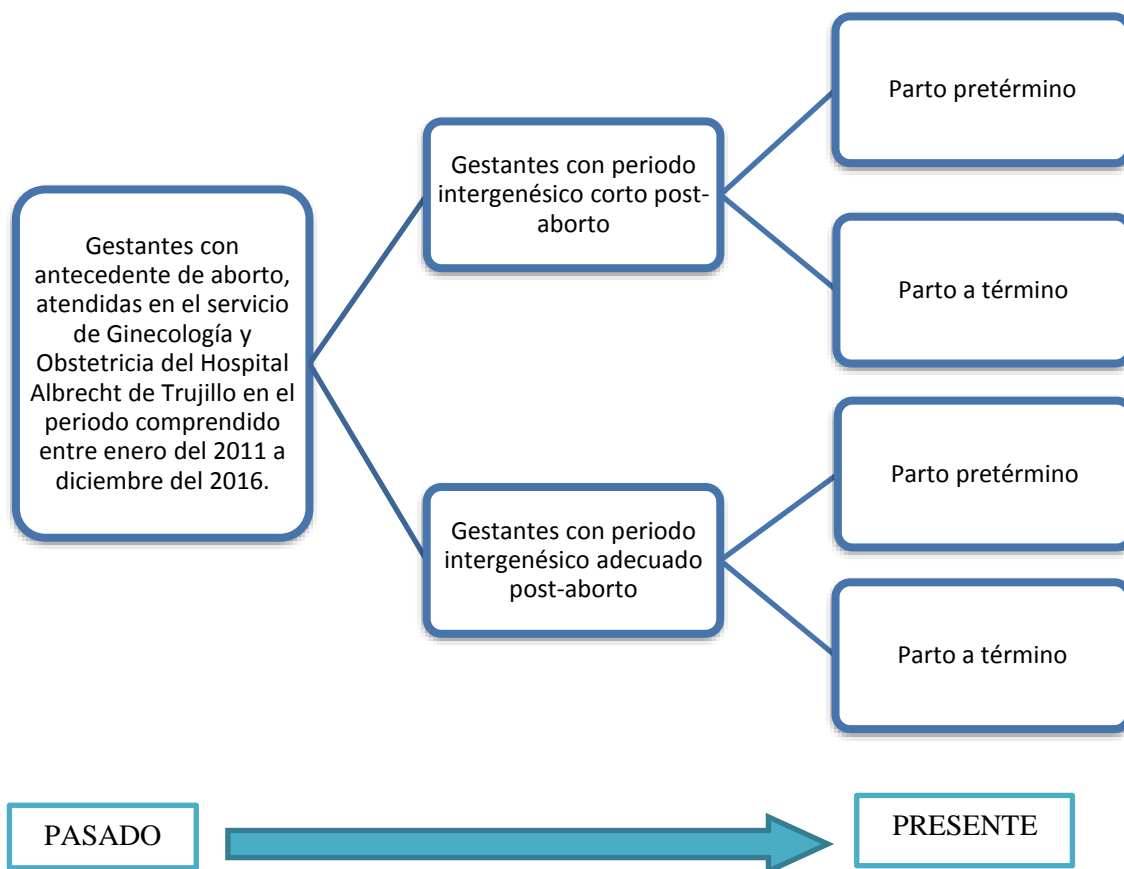 Gestantes con
antecedente de aborto,
atendidas en el servicio
de Ginecología y
Obstetricia del Hospital
Albrecht de Trujillo en el
periodo comprendido
entre enero del 2011 a
diciembre del 2016.
Gestantes con periodo
intergenésico corto post-
aborto
Parto pretérmino
Parto a término
Gestantes con periodo
intergenésico adecuado
post-aborto
Parto pretérmino
Parto a término
PASADO
PRESENTE